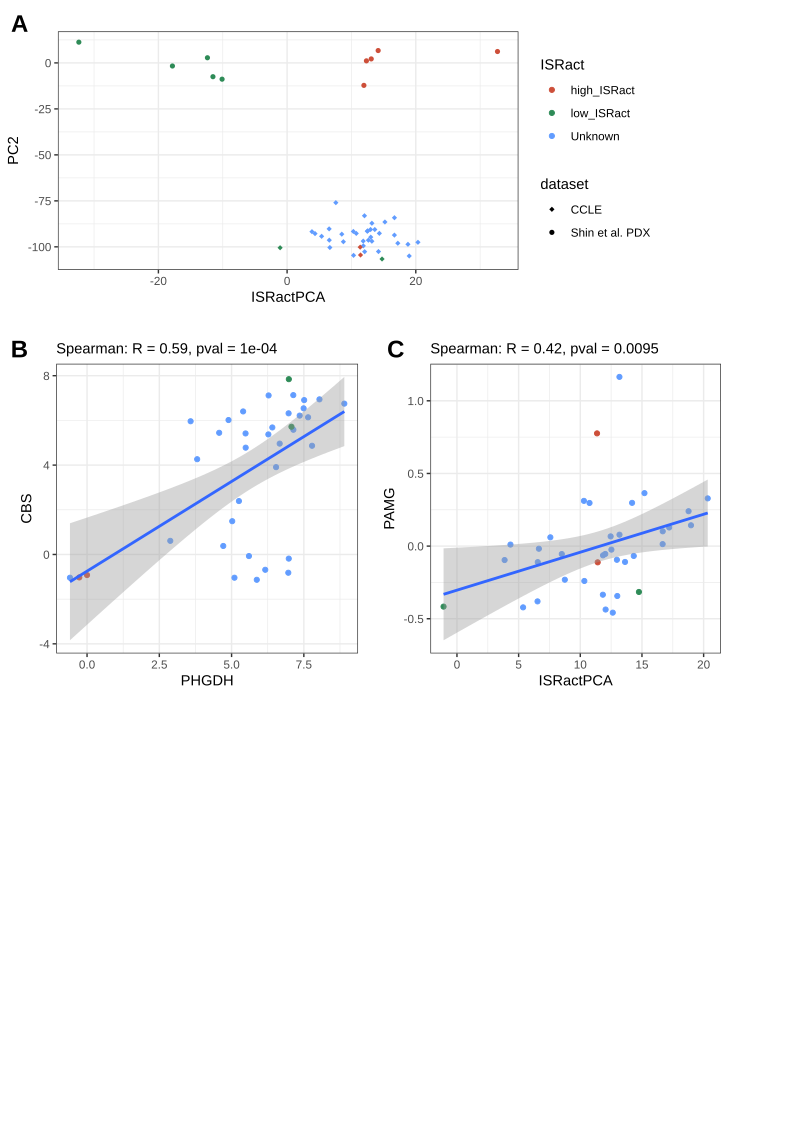 A
PC2
0
-25
-50
-75
-100
-20
0
20
ISRactPCA
ISRact
high_ISRact
low_ISRact
Unknown
dataset
CCLE
Shin et al. PDX
B
Spearman: R = 0.59, pval = 1e-04
CBS
8
4
0
-4
0.0
2.5
5.0
7.5
PHGDH
C
Spearman: R = 0.42, pval = 0.0095
PAMG
1.0
0.5
0.0
-0.5
0
5
10
15
20
ISRactPCA